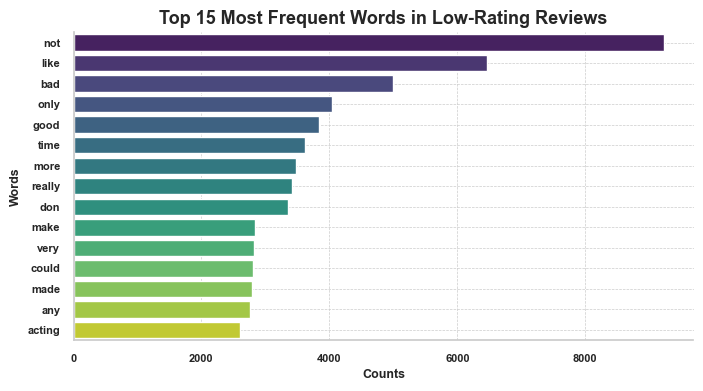 Top 15 Most Frequent Words in Low-Rating Reviews
Words
not
like
bad
only
good
time
more
really
don
make
very
could
made
any
acting
0 2000 4000 6000 8000
Counts